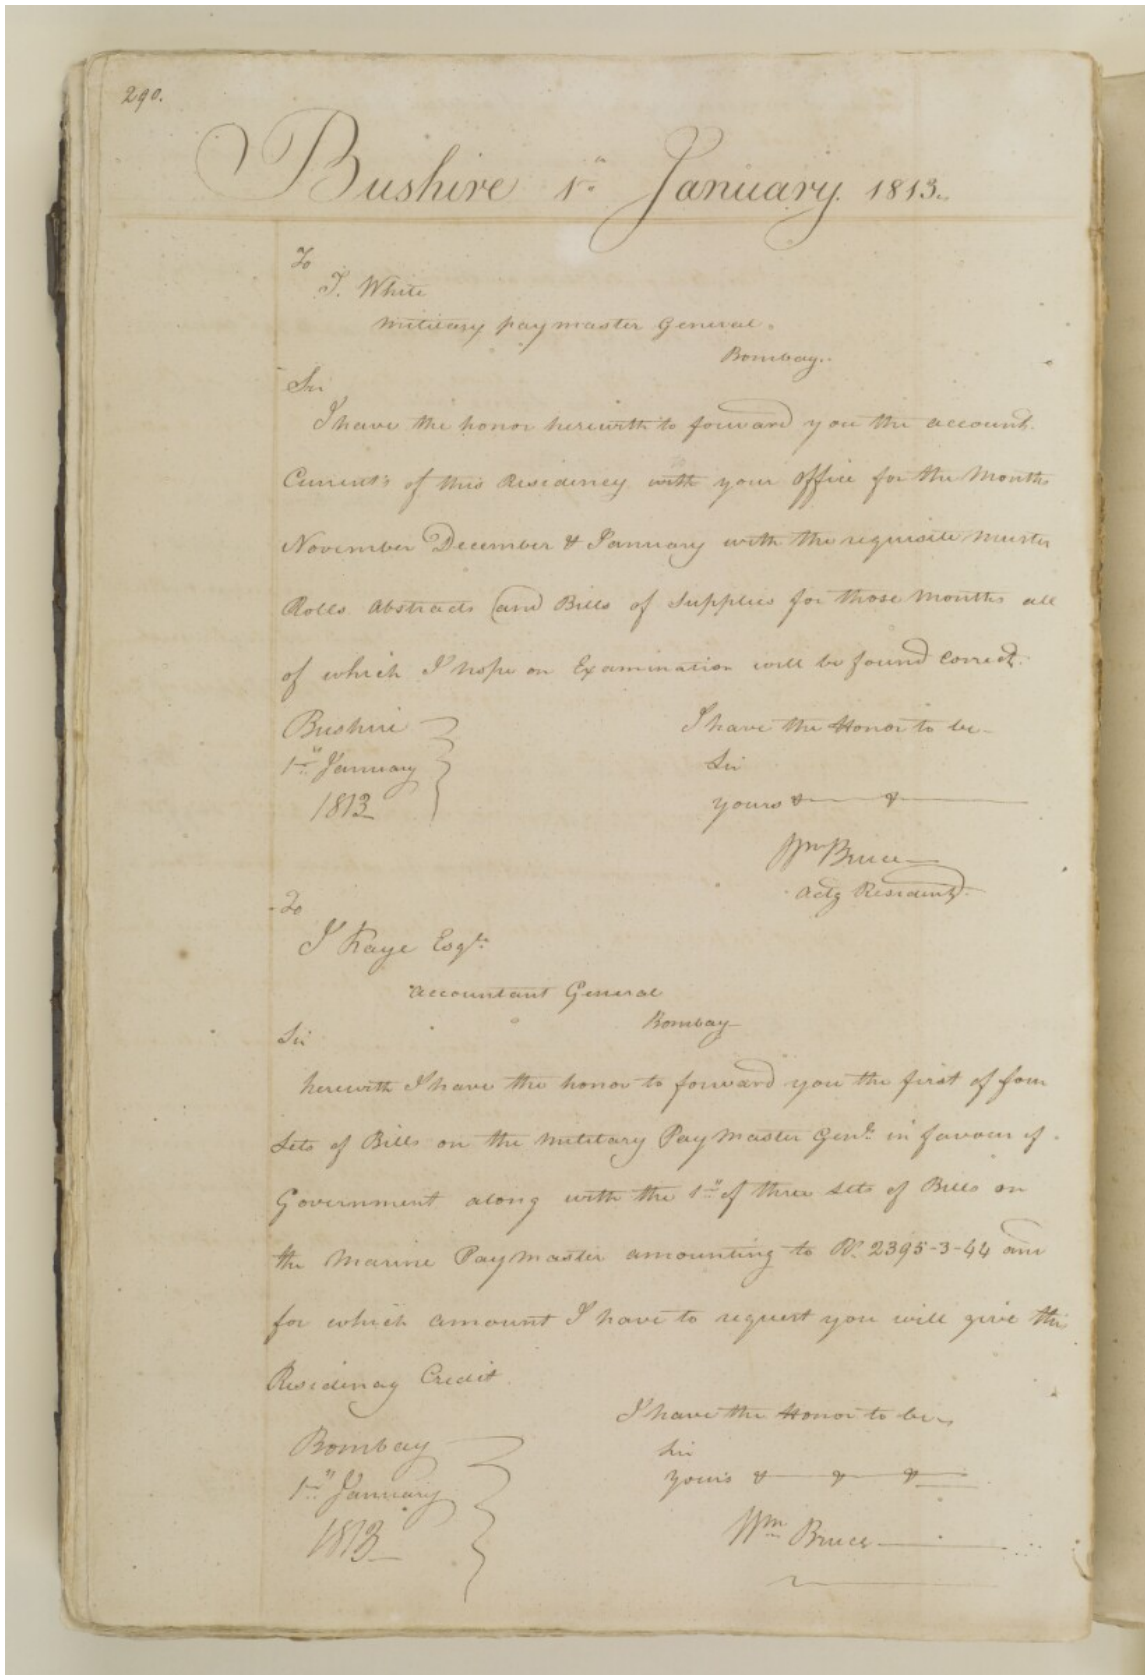 290.
Bushire 1st January. 1813.
To
T. White
Military paymaster General.
Bombay.
Sir
I have the honor herewith to forward you the account
Current's of this Residency with your office for the Months
November December & January with the requisite Muster
Rolls Abstracts and Bills of Supplies for those Months all
of which I hope on Examination will be found correct.
Bushire
1st January
1813
I have the Honor to be
Sir
yours & &
Wm Bruce
Actg Resident
To
J Kaye Esqr.
Accountant General
Bombay
Sir
herewith I have the honor to forward you the first of four
Sets of Bills on the Military Pay Master Genl. in favour of
Government along with the 1st of three sets of Bills on
the Marine Pay Master amounting to Rs. 2395-3-44 and
for which amount I have to request you will give this
Residency Credit
Bombay
1st January
1813
I have the Honor to be
Sir
yours & & &
Wm Bruce